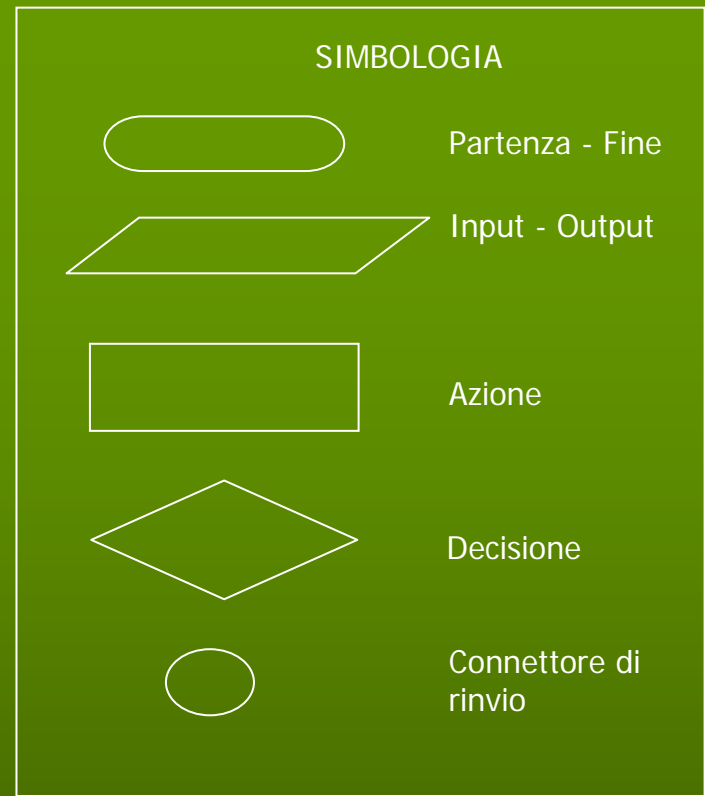 SIMBOLOGIA
Partenza - Fine
Input - Output
Azione
Decisione
Connettore di
rinvio